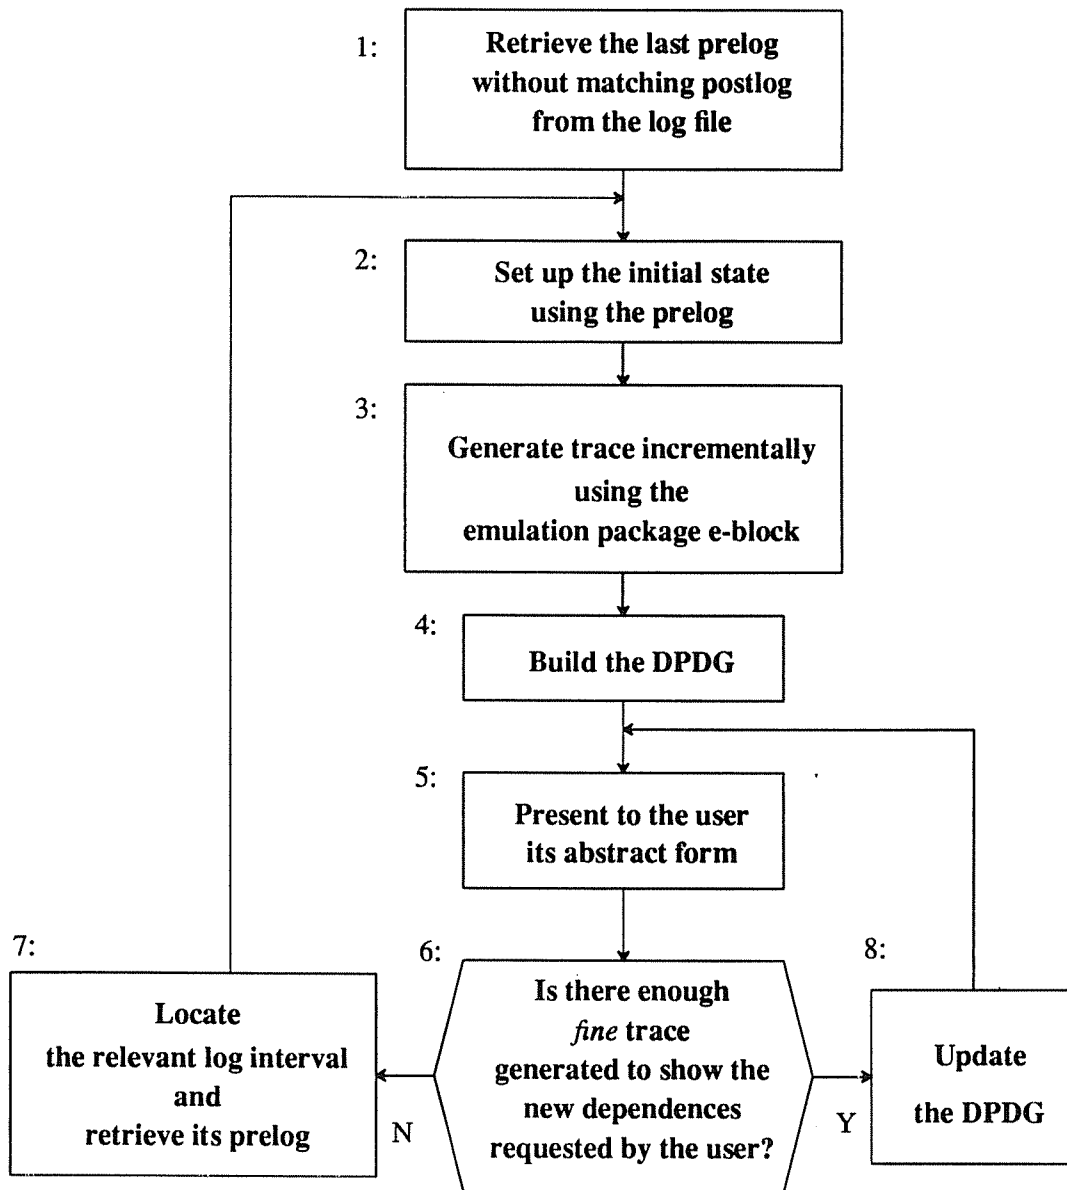 1:
Retrieve the last prelog
without matching postlog
from the log file
2:
Set up the initial state
using the prelog
3:
Generate trace incrementally
using the
emulation package e-block
4:
Build the DPDG
5:
Present to the user
its abstract form
6:
Is there enough
fine trace
generated to show the
new dependences
requested by the user?
7:
Locate
the relevant log interval
and
retrieve its prelog
N
Y
8:
Update
the DPDG